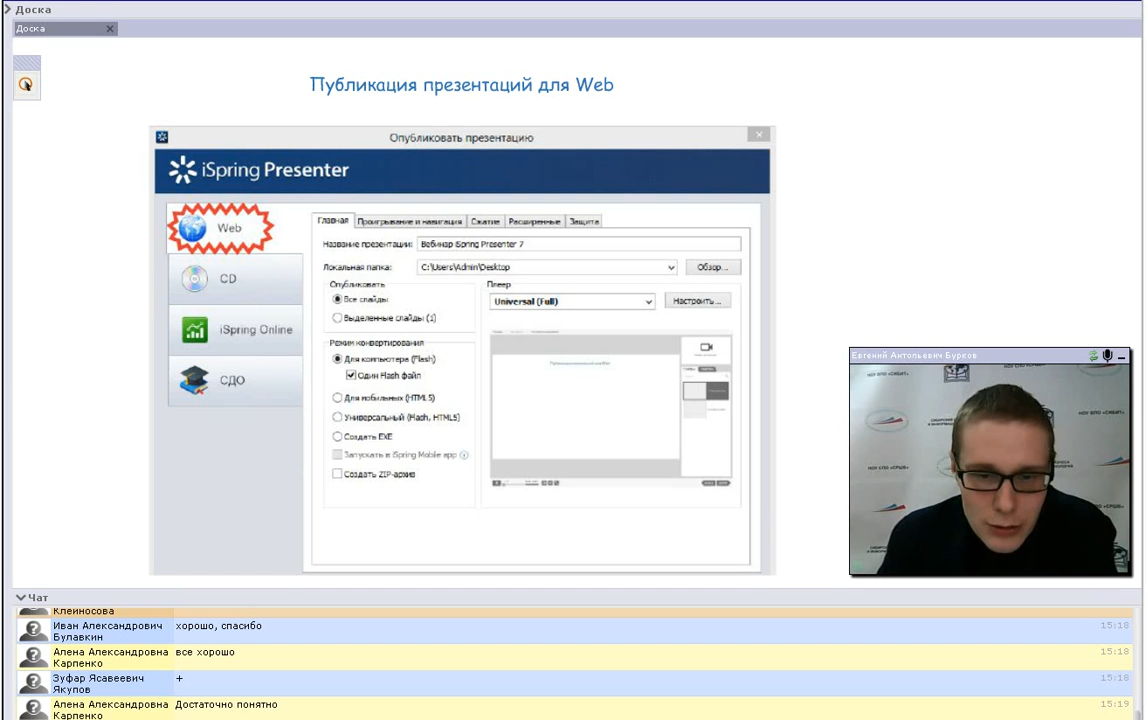 Доска
Доска
Публикация презентаций для Web
Опубликовать презентацию
iSpring Presenter
Web
CD
iSpring Online
СДО
Главная Проигрывание и навигация Сжатие Расширенные Защита
Название презентации: Вебинар iSpring Presenter 7
Локальная папка: C:\Users\Admin\Desktop Обзор...
Опубликовать
Все слайды
Выделенные слайды (1)
Плеер
Universal (Full) Настроить...
Режим конвертирования
Для компьютера (Flash)
Один Flash файл
Для мобильных (HTML5)
Универсальный (Flash, HTML5)
Создать EXE
Запускать в iSpring Mobile app
Создать ZIP-архив
Евгений Антольевич Бурков
НОУ ВПО «СИБИТ»
Чат
Клейносова
Иван Александрович Булавкин хорошо, спасибо 15:18
Алена Александровна Карпенко все хорошо 15:18
Зуфар Ясавеевич Якупов + 15:18
Алена Александровна Карпенко Достаточно понятно 15:19